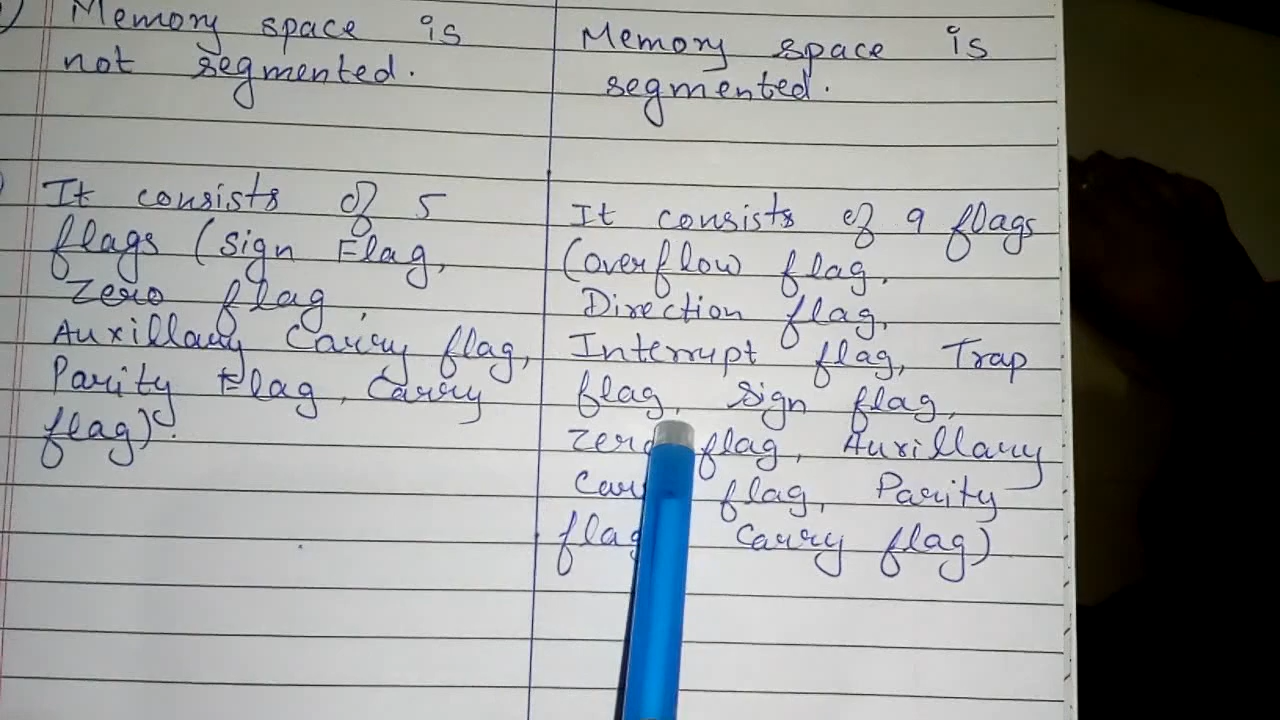 Memory space is
not segmented.
It consists of 5
flags (sign Flag,
zero flag,
Auxillary Carry flag,
Parity Flag, Carry
flag).
Memory space is
segmented.
It consists of 9 flags
(overflow flag,
Direction flag,
Interrupt flag, Trap
flag, sign flag,
zero flag, Auxillary
flag, Parity
Carry flag)